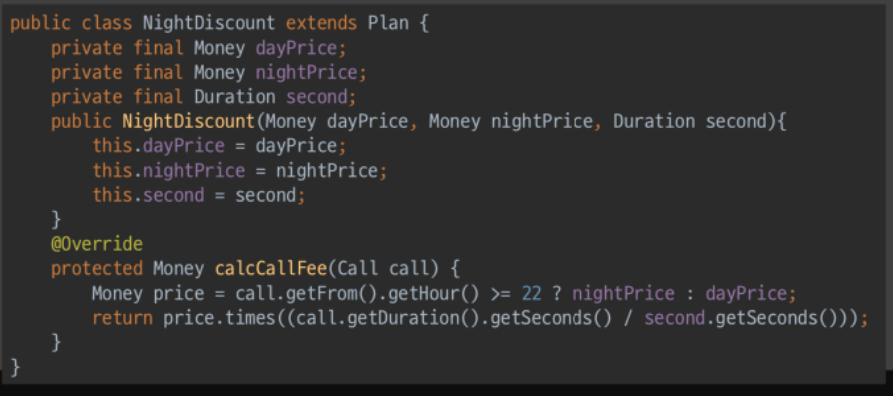 public class NightDiscount extends Plan {
    private final Money dayPrice;
    private final Money nightPrice;
    private final Duration second;
    public NightDiscount(Money dayPrice, Money nightPrice, Duration second){
        this.dayPrice = dayPrice;
        this.nightPrice = nightPrice;
        this.second = second;
    }
    @Override
    protected Money calcCallFee(Call call) {
        Money price = call.getFrom().getHour() >= 22 ? nightPrice : dayPrice;
        return price.times((call.getDuration().getSeconds() / second.getSeconds()));
    }
}